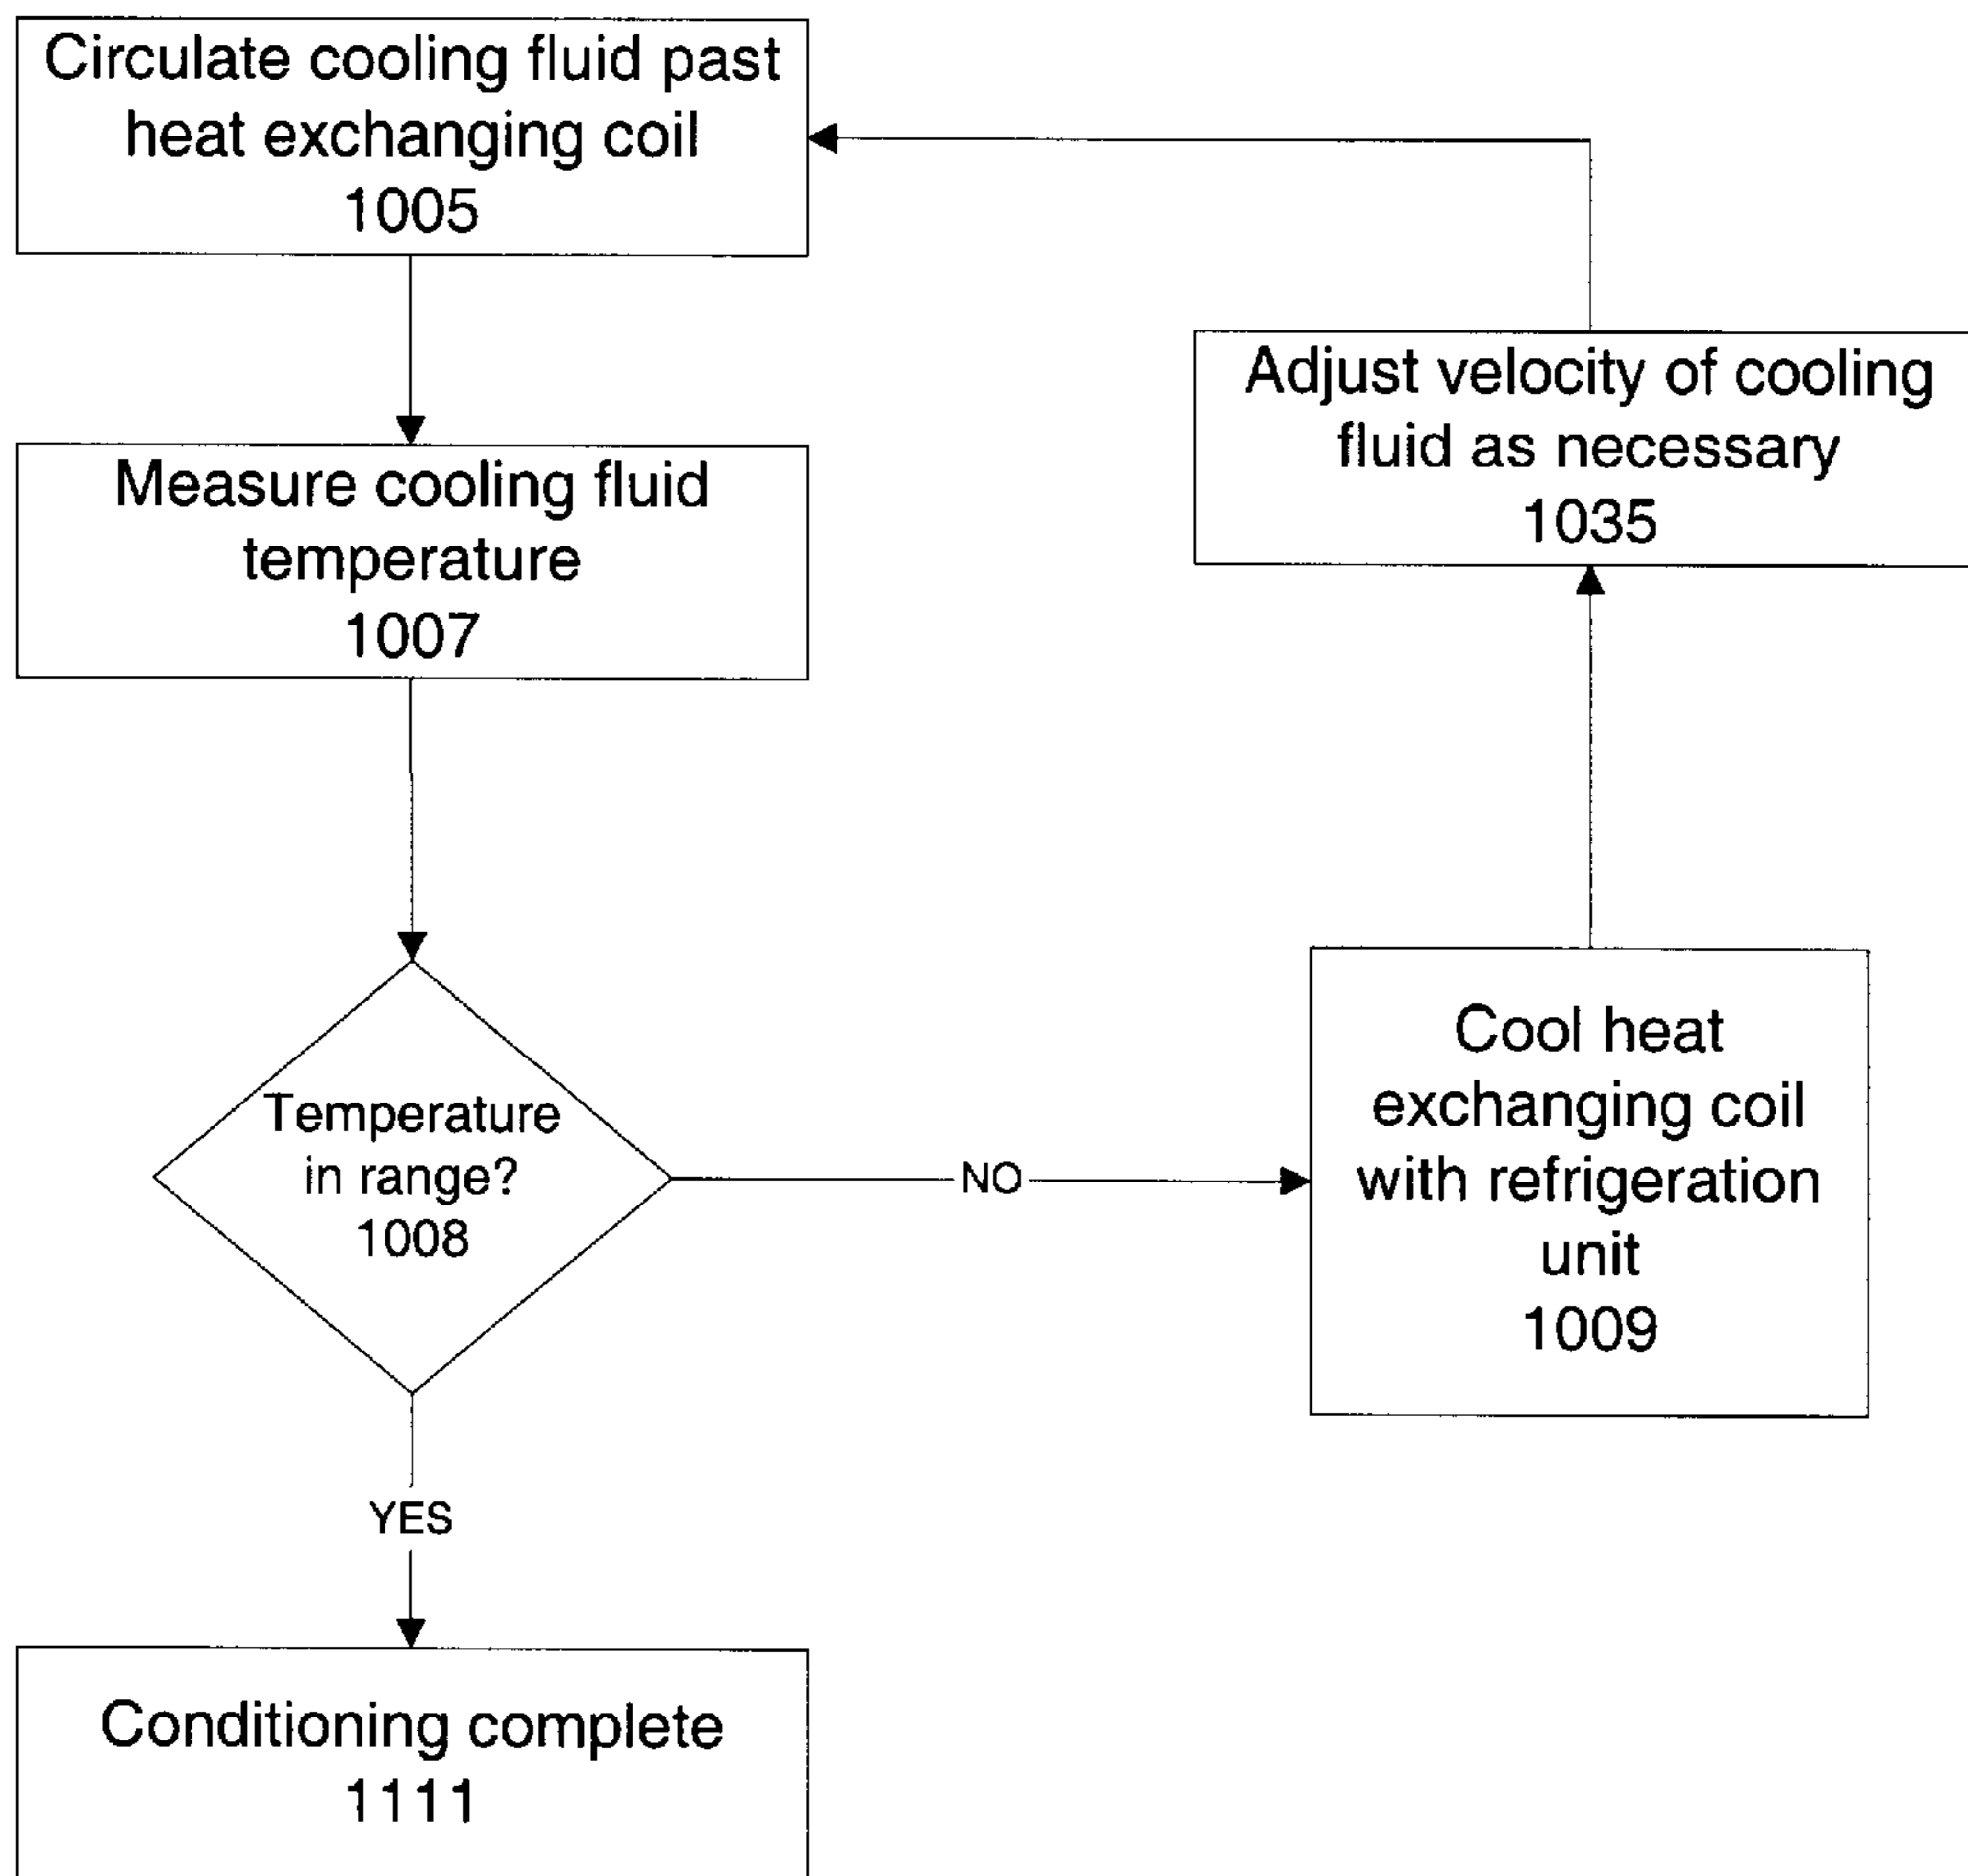 Circulate cooling fluid past
heat exchanging coil
1005
Adjust velocity of cooling
fluid as necessary
1035
Measure cooling fluid
temperature
1007
Temperature
in range?
1008
NO
Cool heat
exchanging coil
with refrigeration
unit
1009
YES
Conditioning complete
1111